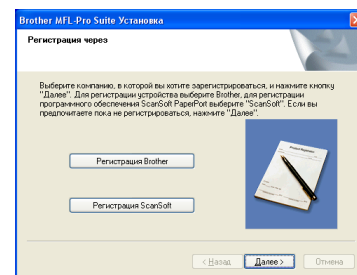 Brother MFL-Pro Suite Установка
Регистрация через
Выберите компанию, в которой вы хотите зарегистрироваться, и нажмите кнопку
"Далее". Для регистрации устройства выберите Brother, для регистрации
программного обеспечения ScanSoft PaperPort выберите "ScanSoft". Если вы
предпочитаете пока не регистрироваться, нажмите "Далее".
Регистрация Brother
Регистрация ScanSoft
< Назад
Далее >
Отмена